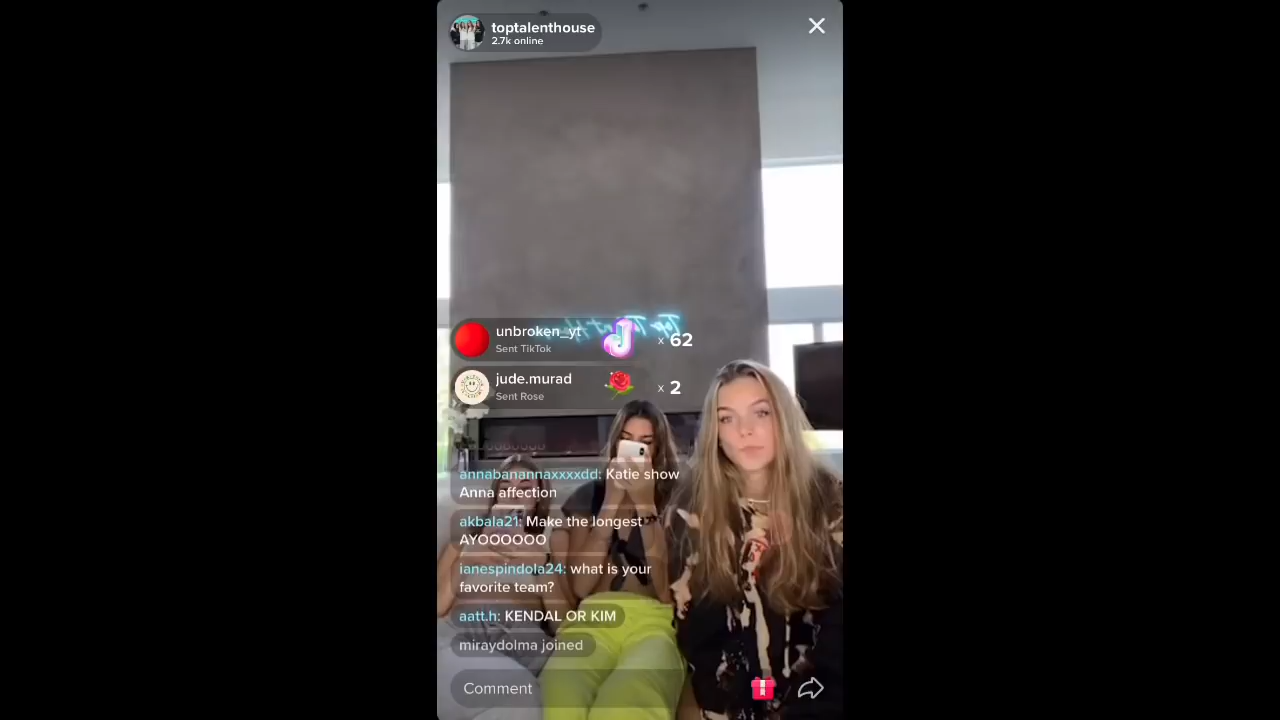 toptalenthouse
2.7k online
unbroken_yt
Sent TikTok
x 62
jude.murad
Sent Rose
x 2
annabanannaxxxxdd: Katie show
Anna affection
akbala21: Make the longest
AYOOOOOO
ianespindola24: what is your
favorite team?
aatt.h: KENDAL OR KIM
miraydolma joined
Comment